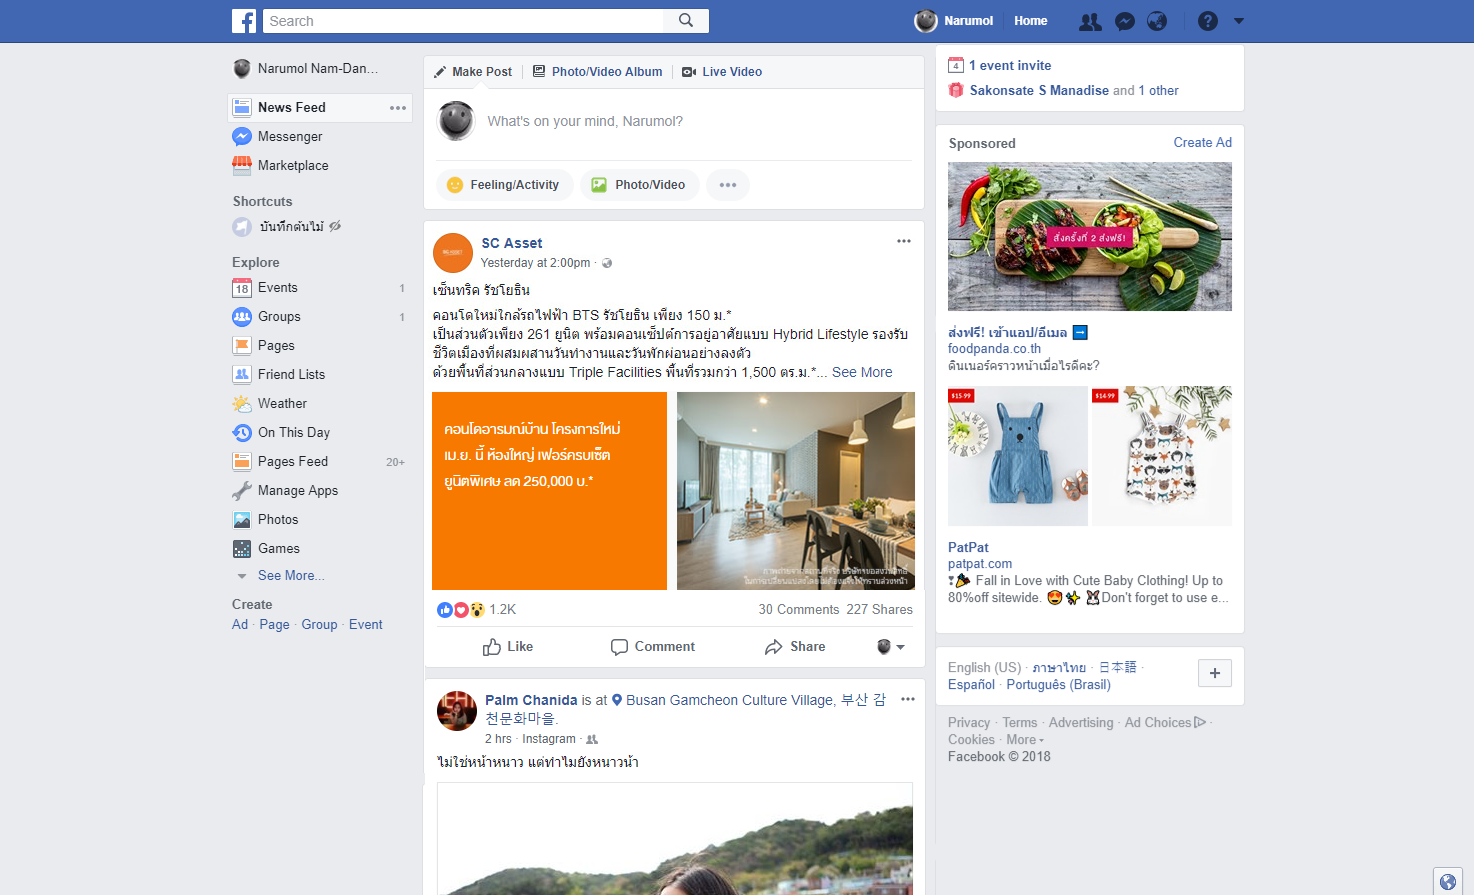 Search
Narumol
Home
Narumol Nam-Dan...
News Feed
Messenger
Marketplace
Shortcuts
บันทึกต้นไม้
Explore
18 Events 1
Groups 1
Pages
Friend Lists
Weather
On This Day
Pages Feed 20+
Manage Apps
Photos
Games
See More...
Create
Ad · Page · Group · Event
Make Post
Photo/Video Album
Live Video
What's on your mind, Narumol?
Feeling/Activity
Photo/Video
SC Asset
Yesterday at 2:00pm ·
เซ็นทริค รัชโยธิน
คอนโดใหม่ใกล้รถไฟฟ้า BTS รัชโยธิน เพียง 150 ม.*
เป็นส่วนตัวเพียง 261 ยูนิต พร้อมคอนเซ็ปต์การอยู่อาศัยแบบ Hybrid Lifestyle รองรับ
ชีวิตเมืองที่ผสมผสานวันทำงานและวันพักผ่อนอย่างลงตัว
ด้วยพื้นที่ส่วนกลางแบบ Triple Facilities พื้นที่รวมกว่า 1,500 ตร.ม.*... See More
คอนโดอารมณ์บ้าน โครงการใหม่
เม.ย. นี้ ห้องใหญ่ เฟอร์ครบเซ็ต
ยูนิตพิเศษ ลด 250,000 บ.*
1.2K
30 Comments 227 Shares
Like
Comment
Share
Palm Chanida is at Busan Gamcheon Culture Village, 부산 감
천문화마을.
2 hrs · Instagram ·
ไม่ใช่หน้าหนาว แต่ทำไมยังหนาวน้า
4 1 event invite
Sakonsate S Manadise and 1 other
Sponsored
Create Ad
สั่งครั้งที่ 2 ส่งฟรี!
ส่งฟรี! เข้าแอป/อีเมล
foodpanda.co.th
ดินเนอร์คราวหน้าเมื่อไรดีคะ?
$15.99
$14.99
PatPat
patpat.com
Fall in Love with Cute Baby Clothing! Up to
80%off sitewide. Don't forget to use e...
English (US) · ภาษาไทย · 日本語 ·
Español · Português (Brasil)
Privacy · Terms · Advertising · Ad Choices ·
Cookies · More
Facebook © 2018